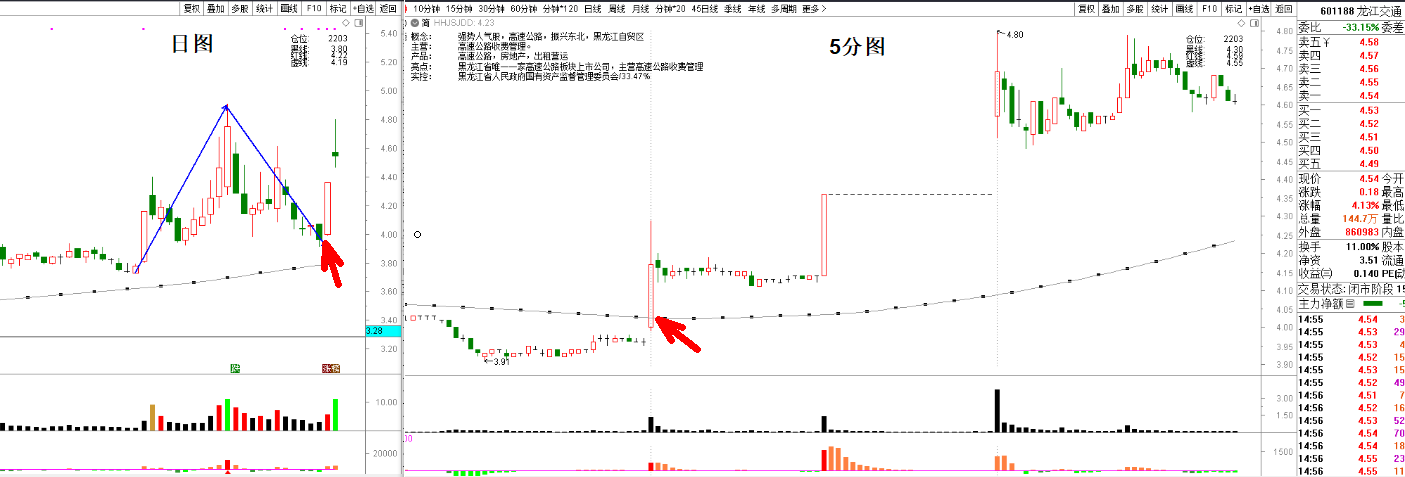 复权 叠加 多股 统计 画线 F10 标记 +自选 返回
10分钟 15分钟 30分钟 60分钟 分钟*120 日线 周线 月线 分钟*20 45日线 季线 年线 多周期 更多
复权 叠加 多股 统计 画线 F10 标记 +自选 返回
日图
仓位: 2203
黑线: 3.80
4.19
5.40
5.00
4.80
4.60
4.40
4.20
4.00
3.80
3.60
3.40
3.28
3.20
10.00
20000
简 HHJSJDD: 4.23
概念: 强势人气股,高速公路,振兴东北,黑龙江自贸区
主营: 高速公路收费管理。
产品: 高速公路,房地产,出租营运
亮点: 黑龙江省唯一一家高速公路板块上市公司,主营高速公路收费管理
实控: 黑龙江省人民政府国有资产监督管理委员会/33.47%
5分图
仓位: 2203
黑线: 4.30
4.55
←4.80
←3.91
4.80
4.75
4.70
4.65
4.60
4.55
4.50
4.45
4.40
4.35
4.30
4.25
4.20
4.15
4.10
4.05
4.00
3.95
3.90
3.00
1.50
1500
601188 龙江交通
委比 -33.15% 委差
卖五 ¥ 4.58
卖四 4.57
卖三 4.56
卖二 4.55
卖一 4.54
买一 4.53
买二 4.52
买三 4.51
买四 4.50
买五 4.49
现价 4.54 今开
涨跌 0.18 最高
涨幅 4.13% 最低
总量 144.7万 量比
外盘 860983 内盘
换手 11.00% 股本
净资 3.51 流通
收益㈢ 0.140 PE(动
交易状态: 闭市阶段 15
主力净额
14:55 4.54 3
14:55 4.53 29
14:55 4.53 4
14:55 4.52 15
14:55 4.53 15
14:55 4.52 49
14:56 4.51 7
14:56 4.52 16
14:56 4.53 52
14:56 4.54 70
14:56 4.54 18
14:56 4.55 23
14:56 4.55 11